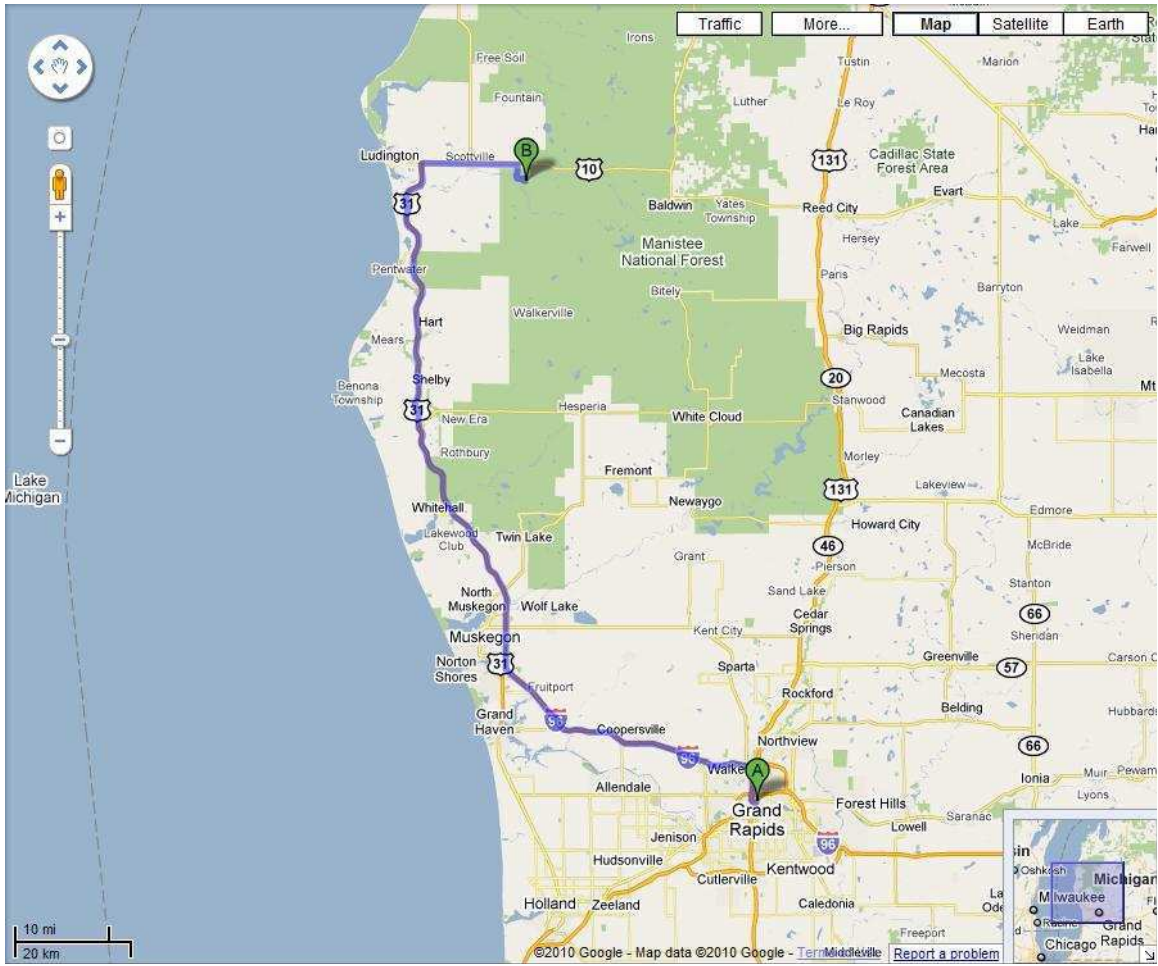 Traffic
More...
Map
Satellite
Earth
Irons
Free Soil
Tustin
Marion
Fountain
Luther
Le Roy
Ludington
Scottville
B
10
131
Cadillac State
Forest Area
31
Baldwin
Yates
Township
Reed City
Evart
Lake
Farwell
Hersey
Manistee
National Forest
Pentwater
Paris
Bitely
Barryton
Walkerville
Hart
Mears
Big Rapids
Weidman
Lake
Isabella
Shelby
Benona
Township
20
Mecosta
Mt
Stanwood
31
New Era
Hesperia
White Cloud
Canadian
Lakes
Rothbury
Morley
Fremont
Lake
Michigan
131
Lakeview
Newaygo
Whitehall
Edmore
Howard City
Lakewood
Club
Twin Lake
46
McBride
Grant
Pierson
Stanton
Sand Lake
North
Muskegon
Wolf Lake
Cedar
Springs
66
Muskegon
Kent City
Sheridan
31
Norton
Shores
Sparta
Greenville
57
Carson C
Fruitport
Rockford
Belding
Hubbards
Grand
Haven
96
Coopersville
Northview
66
96
Walke
A
Ionia
Muir
Pewam
Allendale
Forest Hills
Lyons
Grand
Rapids
Saranac
Jenison
Lowell
96
Hudsonville
Kentwood
Cutlerville
Holland
Zeeland
Caledonia
Freeport
10 mi
20 km
©2010 Google - Map data ©2010 Google -
Middleville
Report a problem
Oshkosh
Michigan
Milwaukee
Racine
Grand
Rapids
Chicago